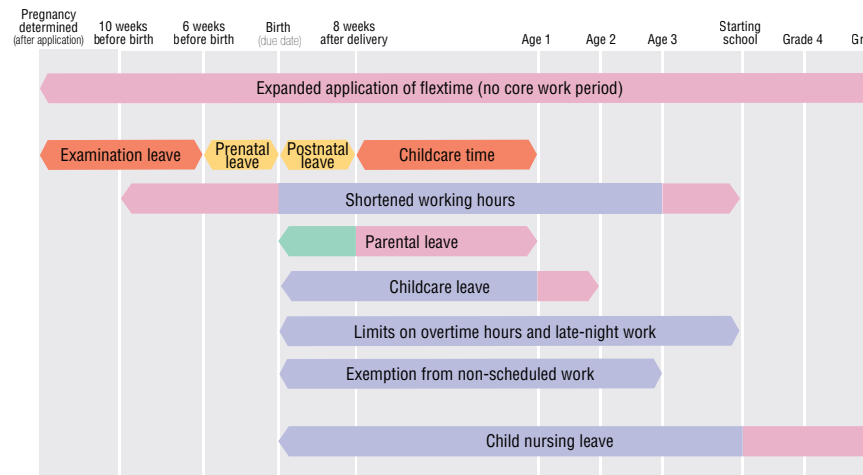 Pregnancy
determined
(after application)
10 weeks
before birth
6 weeks
before birth
Birth
(due date)
8 weeks
after delivery
Age 1
Age 2
Age 3
Starting
school
Grade 4
Gr
Expanded application of flextime (no core work period)
Examination leave
Prenatal
leave
Postnatal
leave
Childcare time
Shortened working hours
Parental leave
Childcare leave
Limits on overtime hours and late-night work
Exemption from non-scheduled work
Child nursing leave